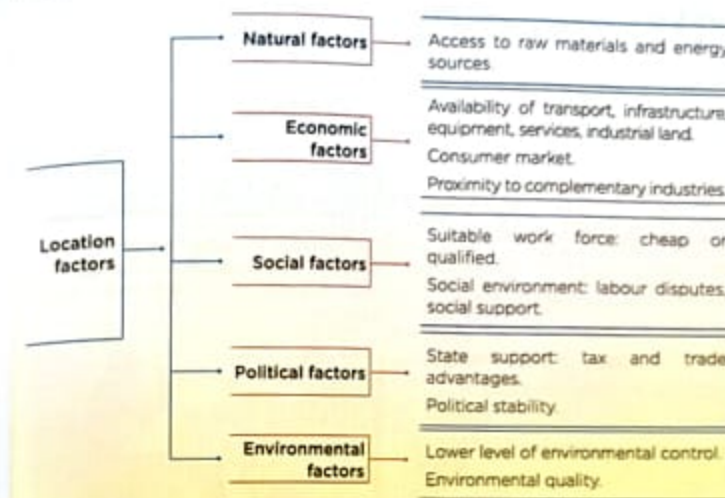 Location
factors
Natural factors
Access to raw materials and energy
sources.
Economic
factors
Availability of transport, infrastructure,
equipment, services, industrial land.
Consumer market.
Proximity to complementary industries.
Social factors
Suitable work force: cheap or
qualified.
Social environment: labour disputes,
social support.
Political factors
State support: tax and trade
advantages.
Political stability.
Environmental
factors
Lower level of environmental control.
Environmental quality.